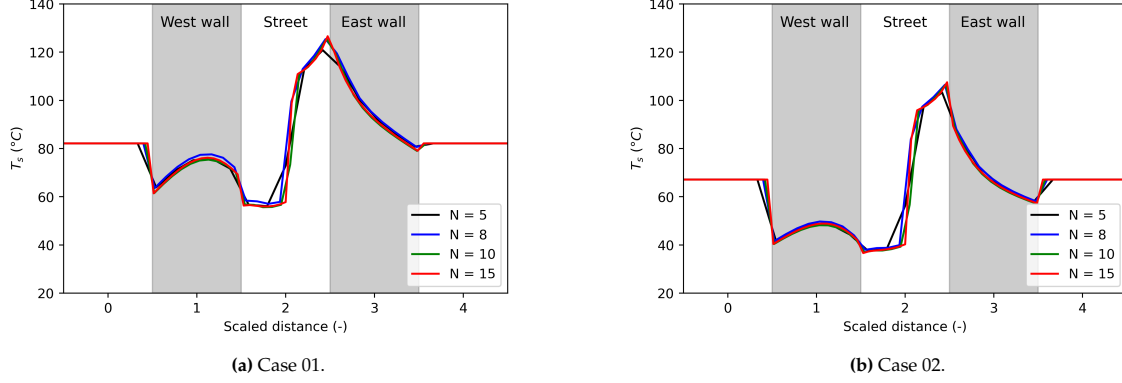 140
120
100
80
60
40
20
T_s (°C)
West wall
Street
East wall
N = 5
N = 8
N = 10
N = 15
0
1
2
3
4
Scaled distance (-)
(a) Case 01.
140
120
100
80
60
40
20
T_s (°C)
West wall
Street
East wall
N = 5
N = 8
N = 10
N = 15
0
1
2
3
4
Scaled distance (-)
(b) Case 02.